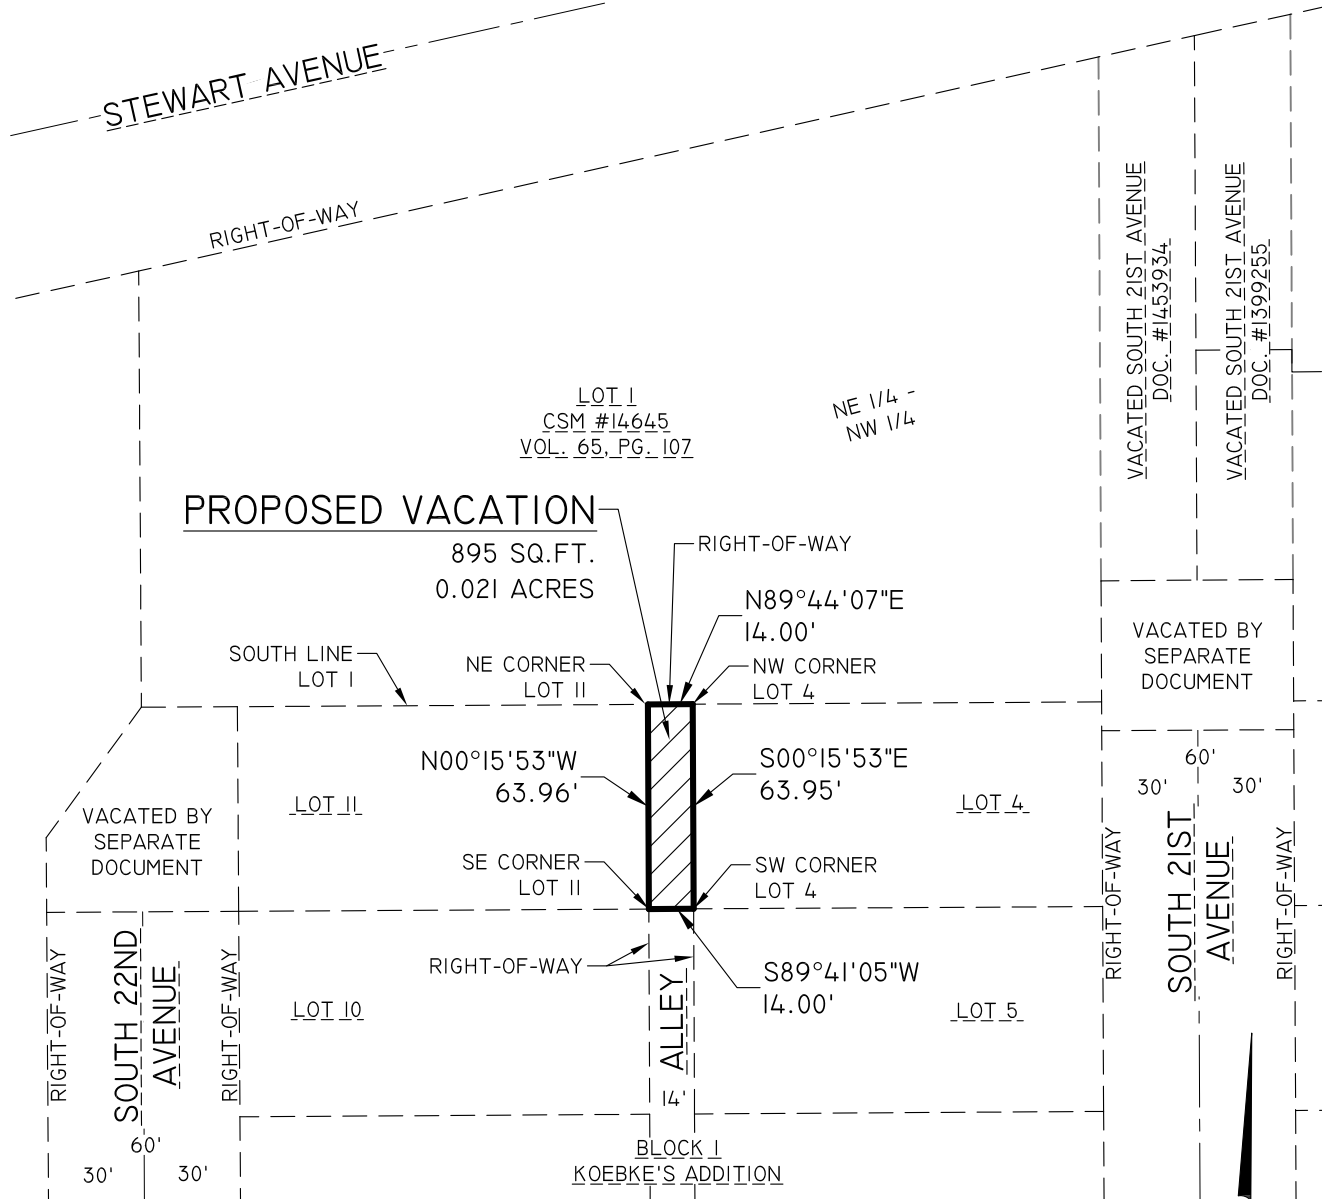 STEWART AVENUE
RIGHT-OF-WAY
VACATED SOUTH 21ST AVENUE
DOC. #1453934
VACATED SOUTH 21ST AVENUE
DOC. #1399255
LOT 1
CSM #14645
VOL. 65, PG. 107
NE 1/4 -
NW 1/4
PROPOSED VACATION
895 SQ.FT.
0.021 ACRES
RIGHT-OF-WAY
N89°44'07"E
14.00'
SOUTH LINE
LOT 1
NE CORNER
LOT 11
NW CORNER
LOT 4
VACATED BY
SEPARATE
DOCUMENT
N00°15'53"W
63.96'
S00°15'53"E
63.95'
LOT 11
LOT 4
60'
30'
30'
VACATED BY
SEPARATE
DOCUMENT
SE CORNER
LOT 11
SW CORNER
LOT 4
RIGHT-OF-WAY
SOUTH 21ST
AVENUE
RIGHT-OF-WAY
RIGHT-OF-WAY
S89°41'05"W
14.00'
RIGHT-OF-WAY
SOUTH 22ND
AVENUE
RIGHT-OF-WAY
LOT 10
ALLEY
LOT 5
14'
60'
30'
30'
BLOCK 1
KOEBKE'S ADDITION